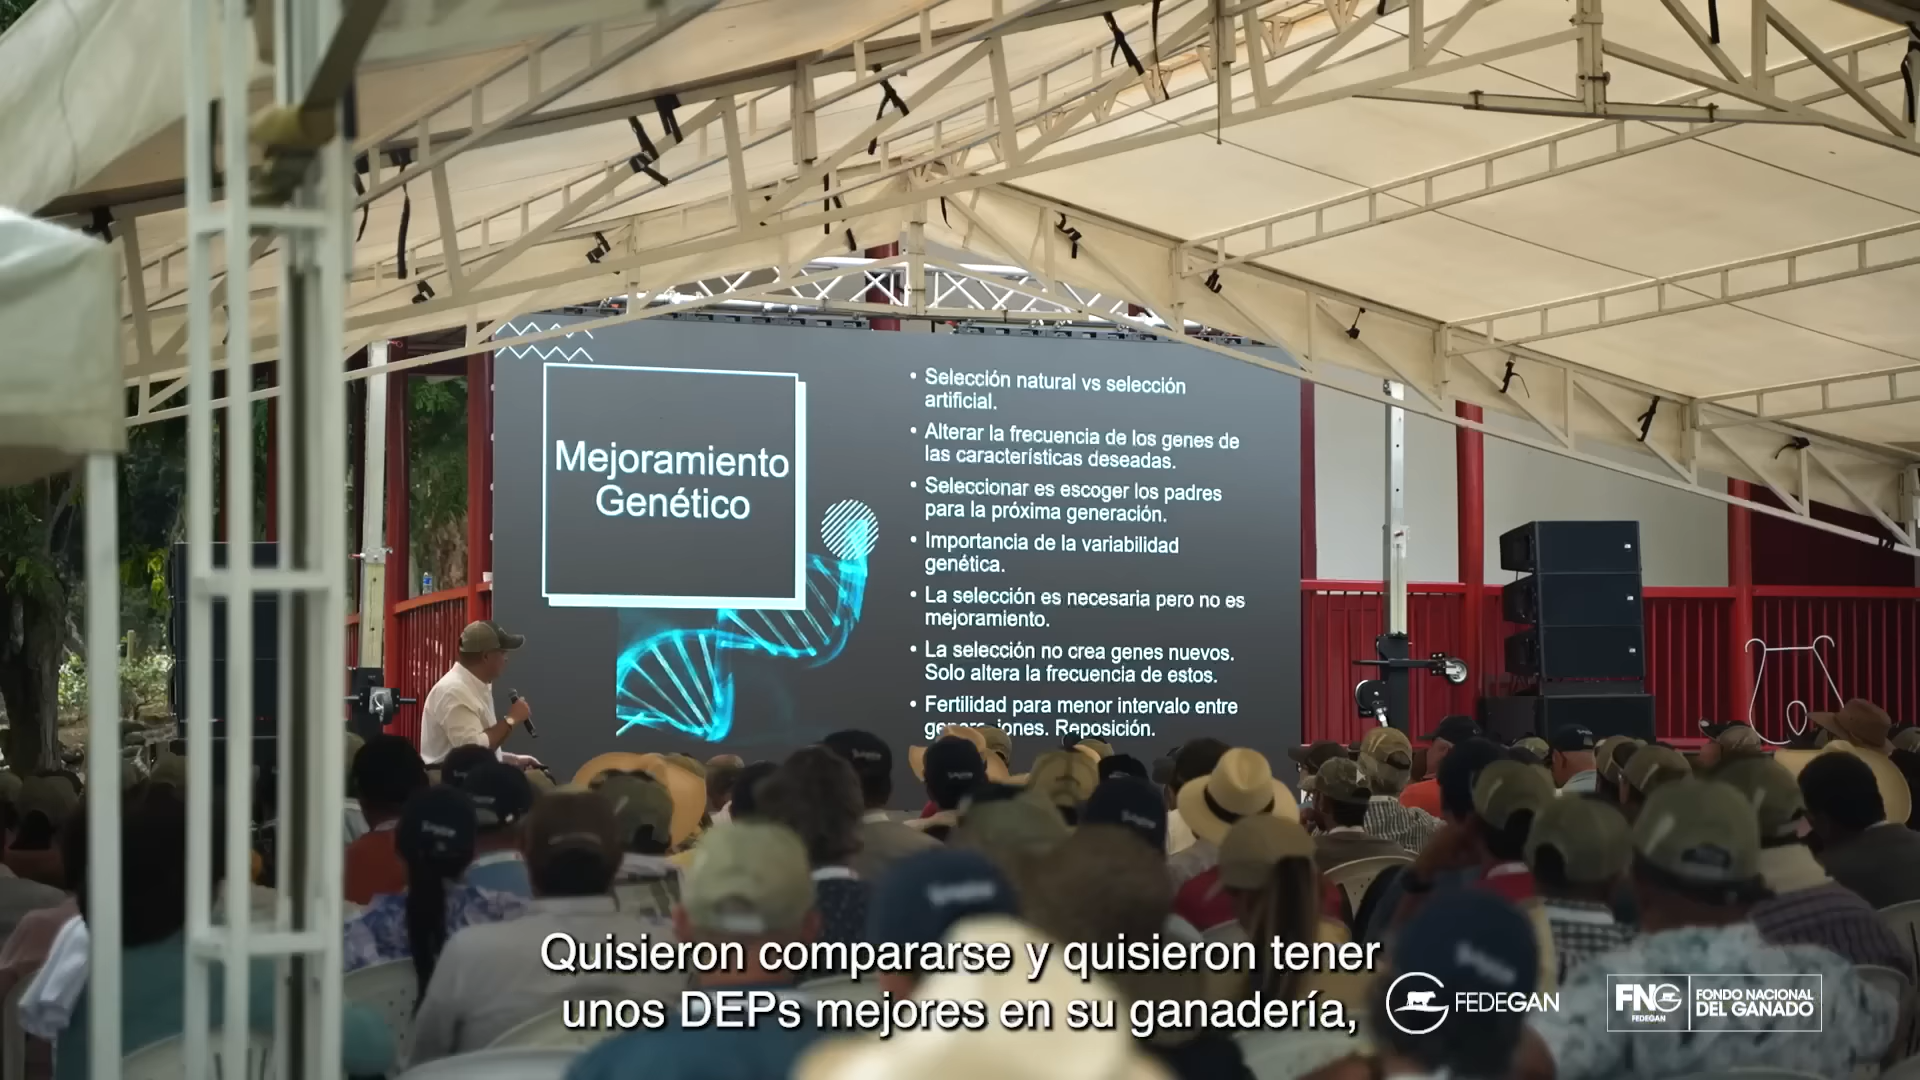 Mejoramiento
Genético
• Selección natural vs selección
artificial.
• Alterar la frecuencia de los genes de
las características deseadas.
• Seleccionar es escoger los padres
para la próxima generación.
• Importancia de la variabilidad
genética.
• La selección es necesaria pero no es
mejoramiento.
• La selección no crea genes nuevos.
Solo altera la frecuencia de estos.
• Fertilidad para menor intervalo entre
generaciones. Reposición.
Quisieron compararse y quisieron tener
unos DEPs mejores en su ganadería,
FEDEGAN
FNG
FEDEGAN
FONDO NACIONAL
DEL GANADO